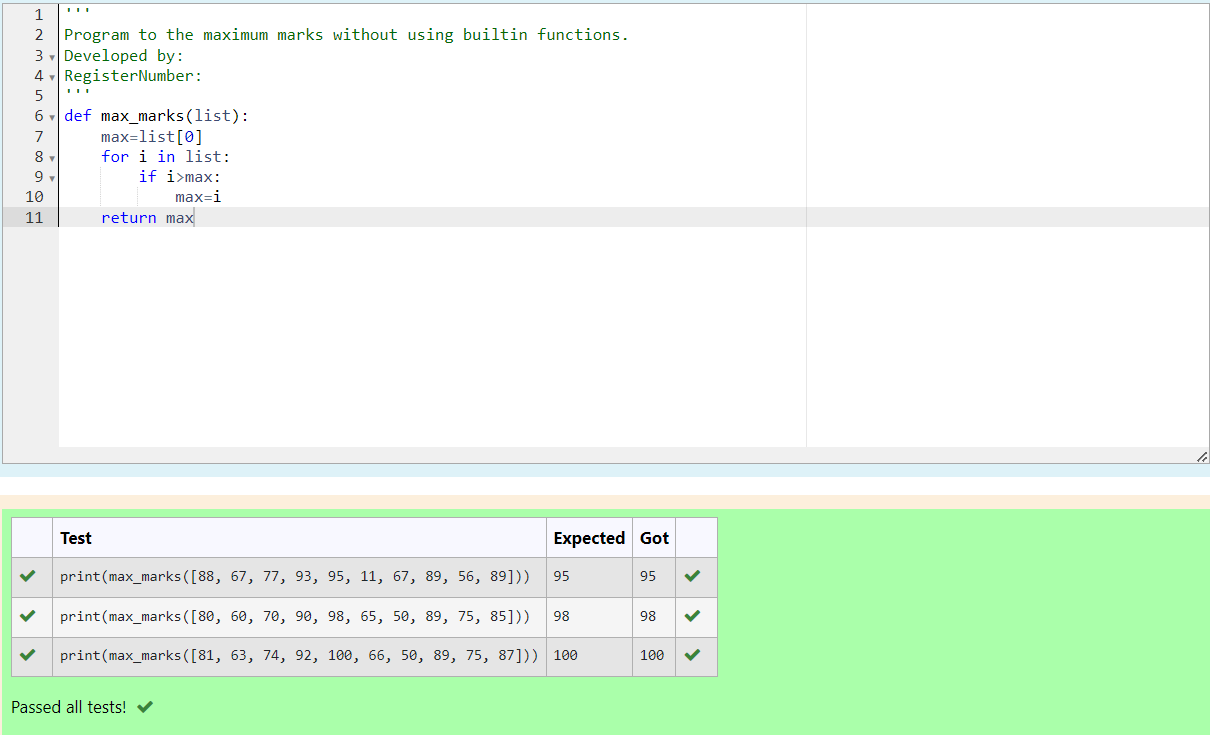 1 '''
2 Program to the maximum marks without using builtin functions.
3 Developed by:
4 RegisterNumber:
5 '''
6 def max_marks(list):
7     max=list[0]
8     for i in list:
9         if i>max:
10             max=i
11     return max
Test Expected Got
print(max_marks([88, 67, 77, 93, 95, 11, 67, 89, 56, 89])) 95 95
print(max_marks([80, 60, 70, 90, 98, 65, 50, 89, 75, 85])) 98 98
print(max_marks([81, 63, 74, 92, 100, 66, 50, 89, 75, 87])) 100 100
Passed all tests!